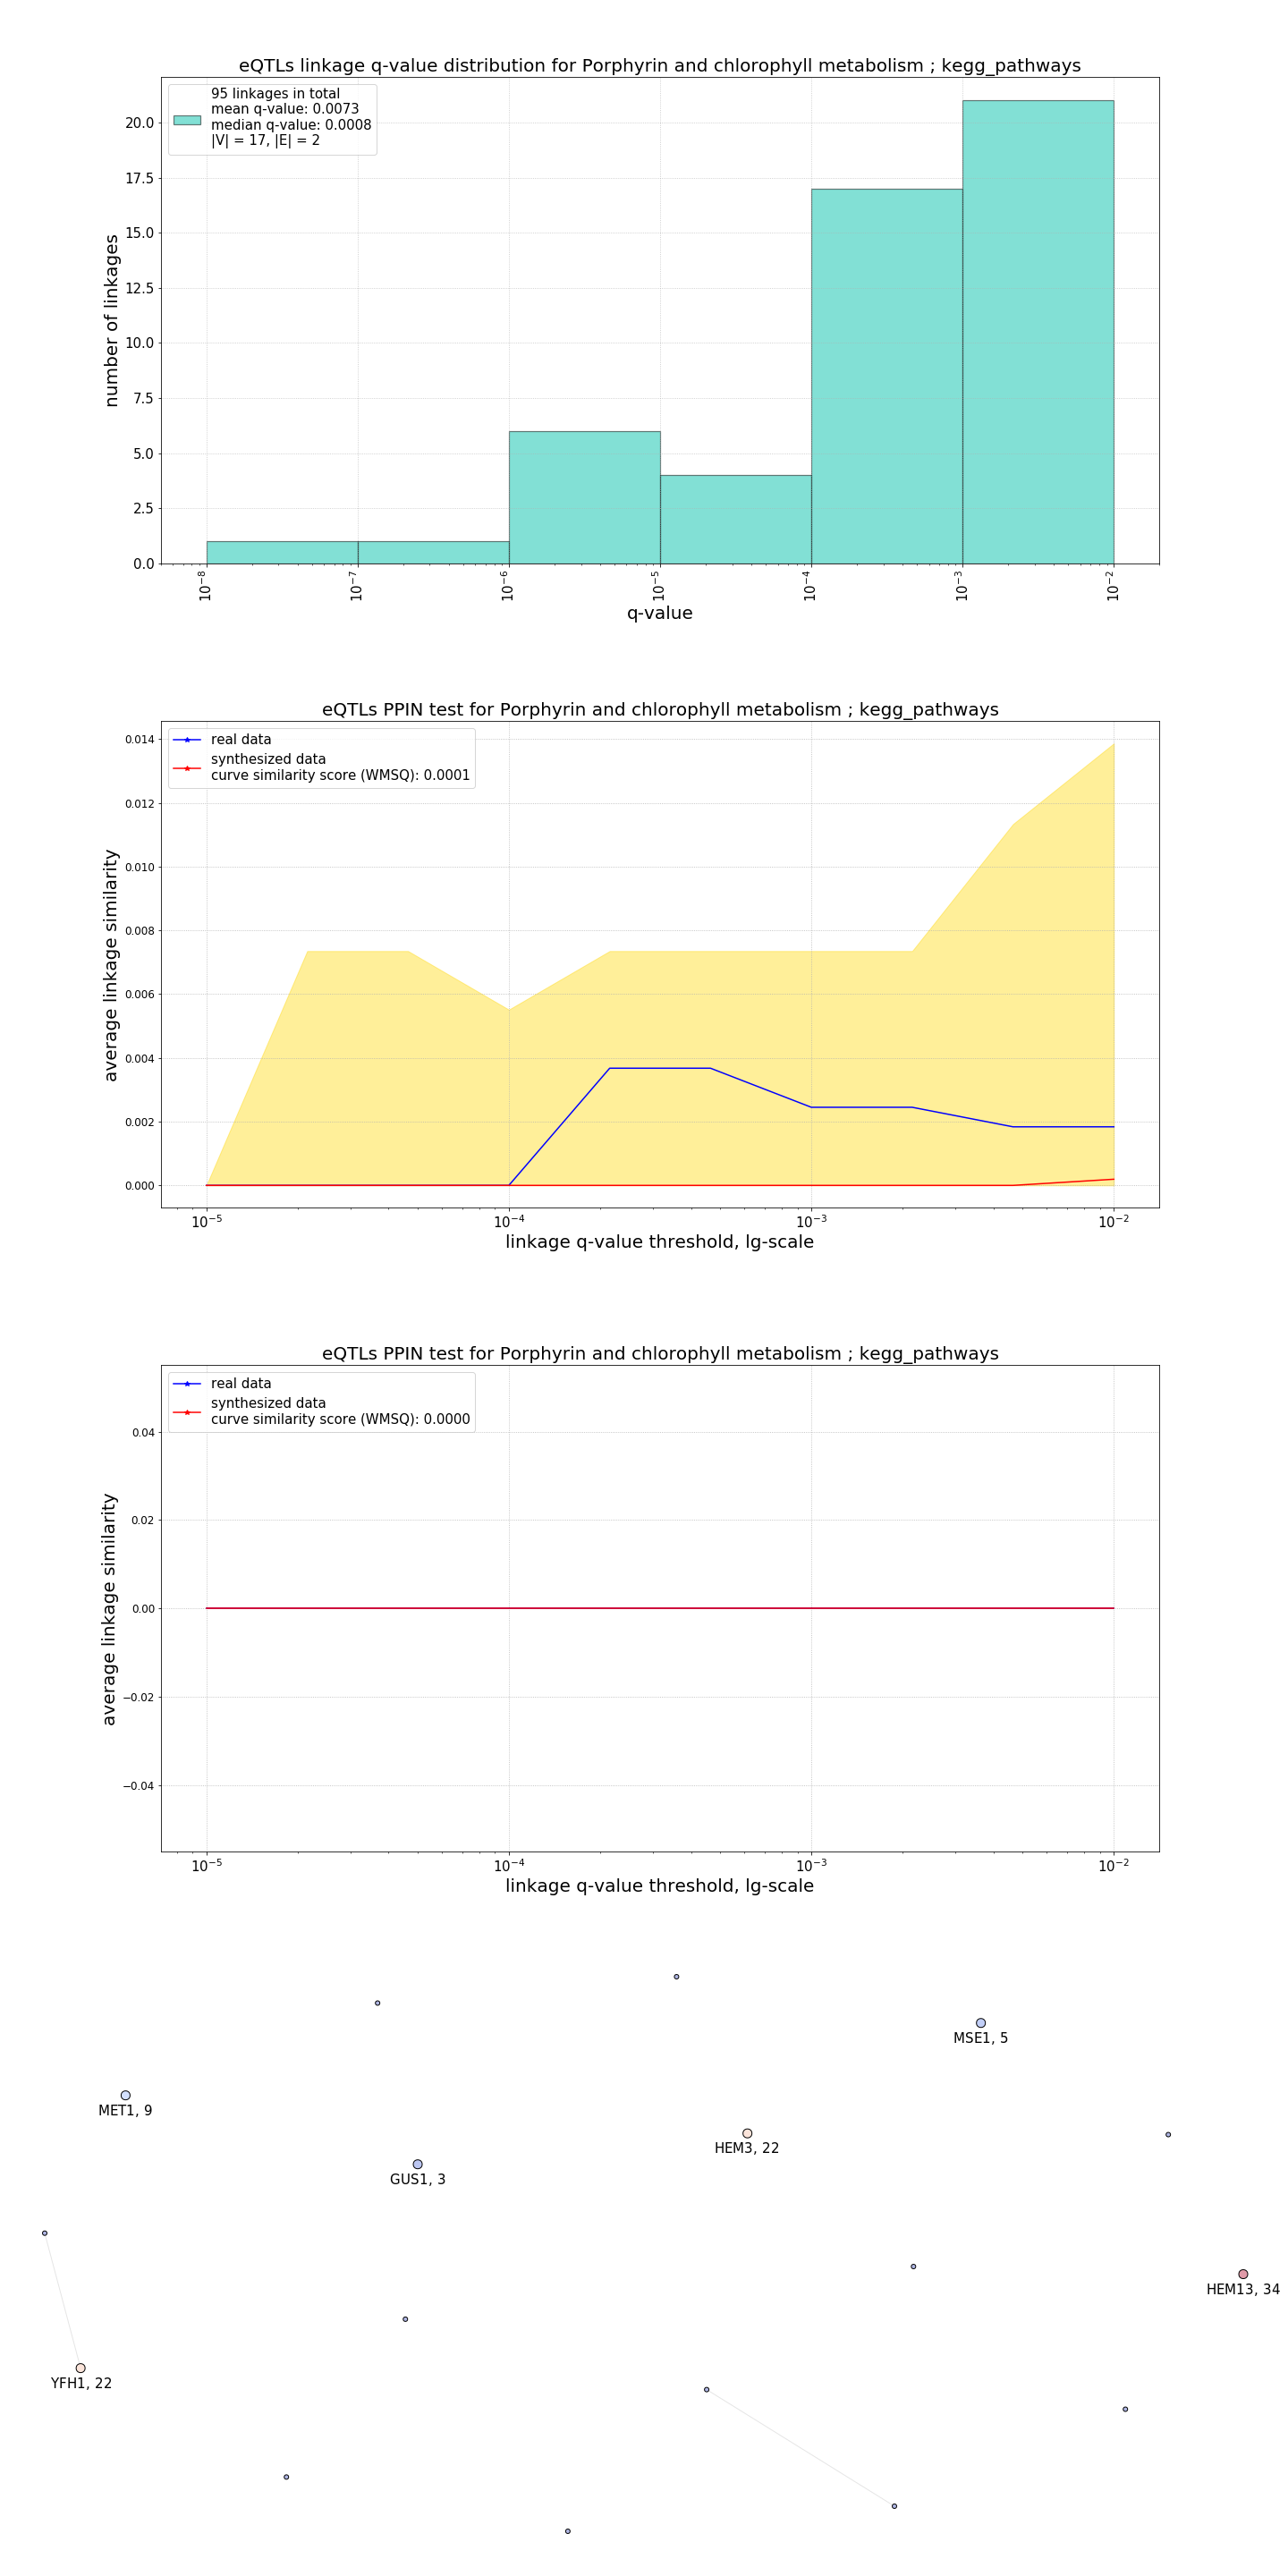 eQTLs linkage q-value distribution for Porphyrin and chlorophyll metabolism ; kegg_pathways
95 linkages in total
mean q-value: 0.0073
median q-value: 0.0008
|V| = 17, |E| = 2
20.0
17.5
15.0
12.5
10.0
7.5
5.0
2.5
0.0
number of linkages
10⁻⁸ 10⁻⁷ 10⁻⁶ 10⁻⁵ 10⁻⁴ 10⁻³ 10⁻²
q-value
eQTLs PPIN test for Porphyrin and chlorophyll metabolism ; kegg_pathways
real data
synthesized data
curve similarity score (WMSQ): 0.0001
0.014
0.012
0.010
0.008
0.006
0.004
0.002
0.000
average linkage similarity
10⁻⁵ 10⁻⁴ 10⁻³ 10⁻²
linkage q-value threshold, lg-scale
eQTLs PPIN test for Porphyrin and chlorophyll metabolism ; kegg_pathways
real data
synthesized data
curve similarity score (WMSQ): 0.0000
0.04
0.02
0.00
−0.02
−0.04
average linkage similarity
10⁻⁵ 10⁻⁴ 10⁻³ 10⁻²
linkage q-value threshold, lg-scale
MSE1, 5
MET1, 9
HEM3, 22
GUS1, 3
HEM13, 34
YFH1, 22